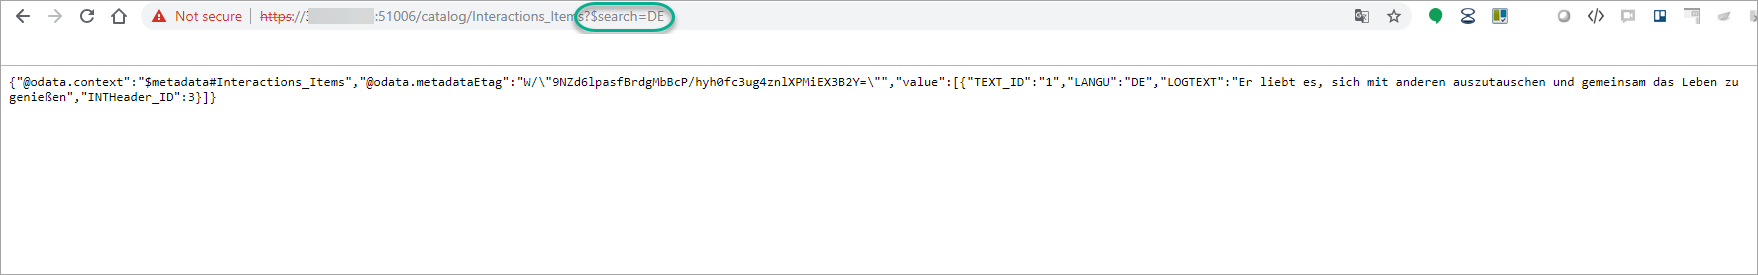 Not secure | https://3 :51006/catalog/Interactions_Items?$search=DE
{"@odata.context":"$metadata#Interactions_Items","@odata.metadataEtag":"W/\"9NZd6lpasfBrdgMbBcP/hyh0fc3ug4znlXPMiEX3B2Y=\"","value":[{"TEXT_ID":"1","LANGU":"DE","LOGTEXT":"Er liebt es, sich mit anderen auszutauschen und gemeinsam das Leben zu
genießen","INTHeader_ID":3}]}